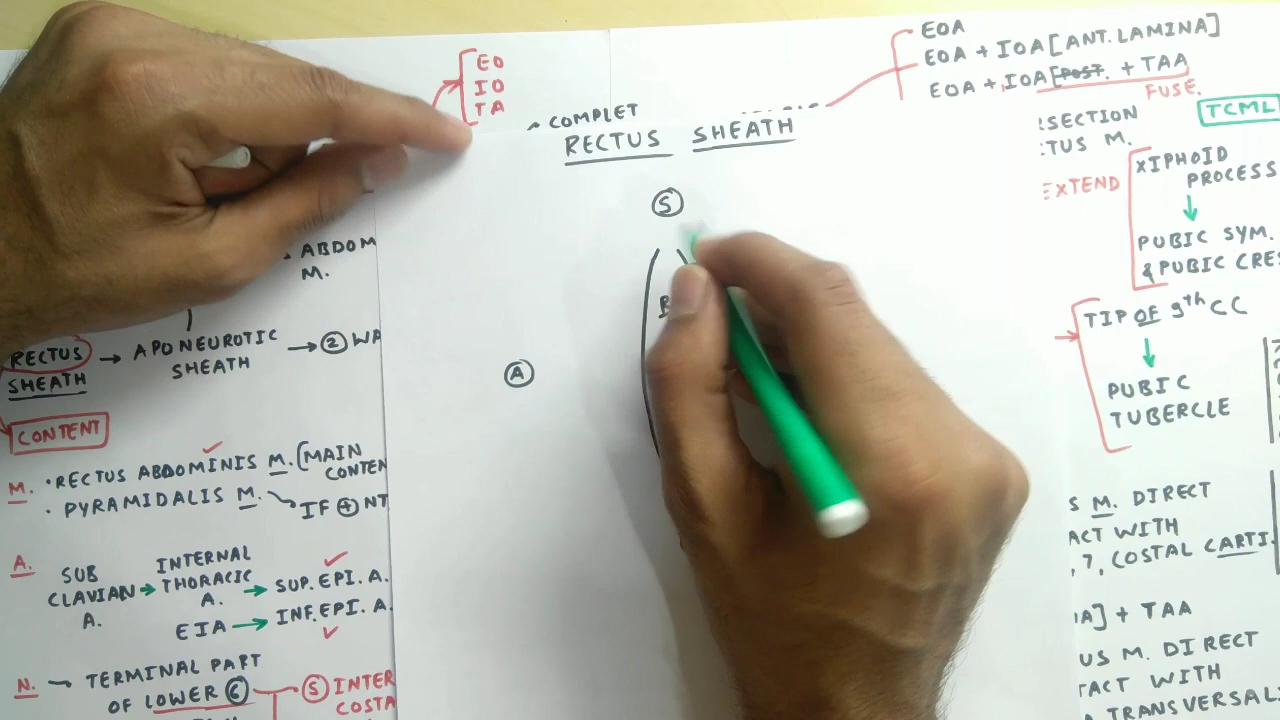 EO
IO
TA
COMPLET
RECTUS SHEATH
S
A
ABDOM
M.
RECTUS → APONEUROTIC → 2 WA
SHEATH SHEATH
CONTENT
M. • RECTUS ABDOMINIS M. (MAIN
CONTEN
• PYRAMIDALIS M. IF + NT
A. SUB
CLAVIAN → INTERNAL
THORACIC → SUP. EPI. A.
A. A.
EIA → INF. EPI. A.
N. → TERMINAL PART
OF LOWER 6 5 INTER
COSTA
EOA
EOA + IOA [ANT. LAMINA]
EOA + IOA [POST. + TAA
FUSE.
RSECTION
TUS M.
TCML
EXTEND
XIPHOID
PROCESS
↓
PUBIC SYM.
& PUBIC CRES
TIP OF 9th CC
↓
PUBIC
TUBERCLE
S M. DIRECT
ACT WITH
, 7, COSTAL CARTI.
IA] + TAA
US M. DIRECT
TACT WITH
A TRANSVERSALI